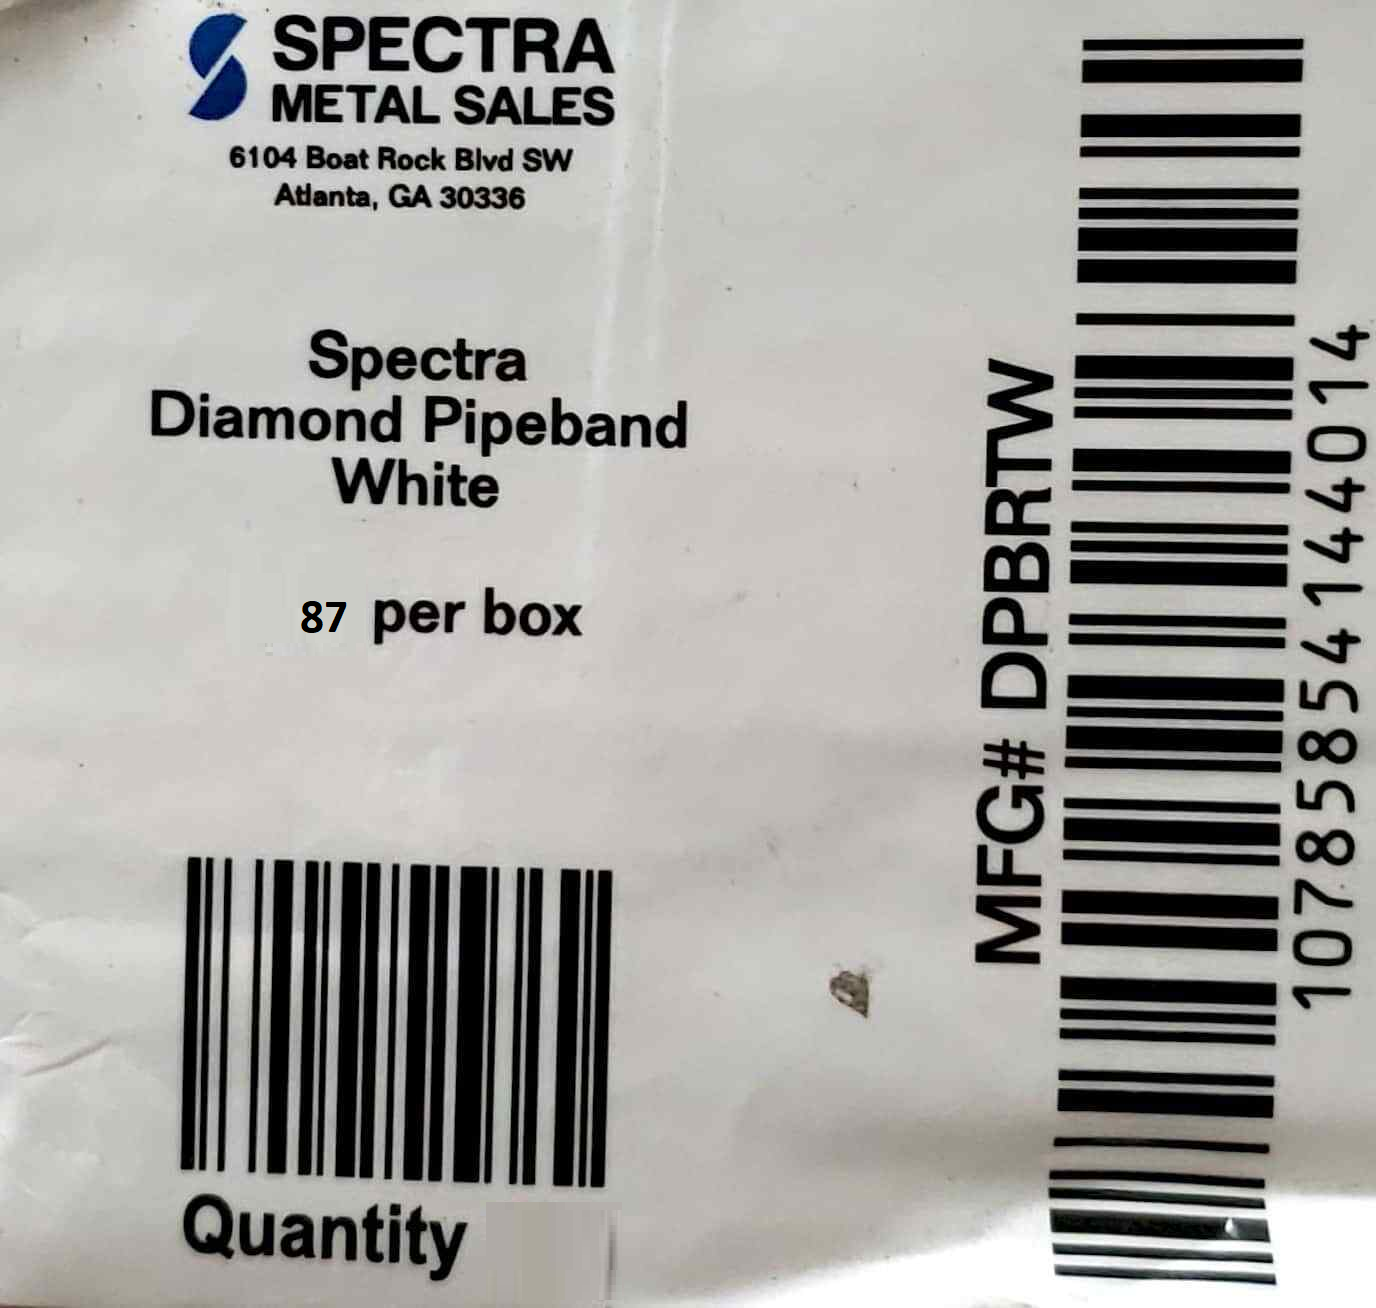 SPECTRA
METAL SALES
6104 Boat Rock Blvd SW
Atlanta, GA 30336
Spectra
Diamond Pipeband
White
87 per box
Quantity
MFG# DPBRTW
10785854144014